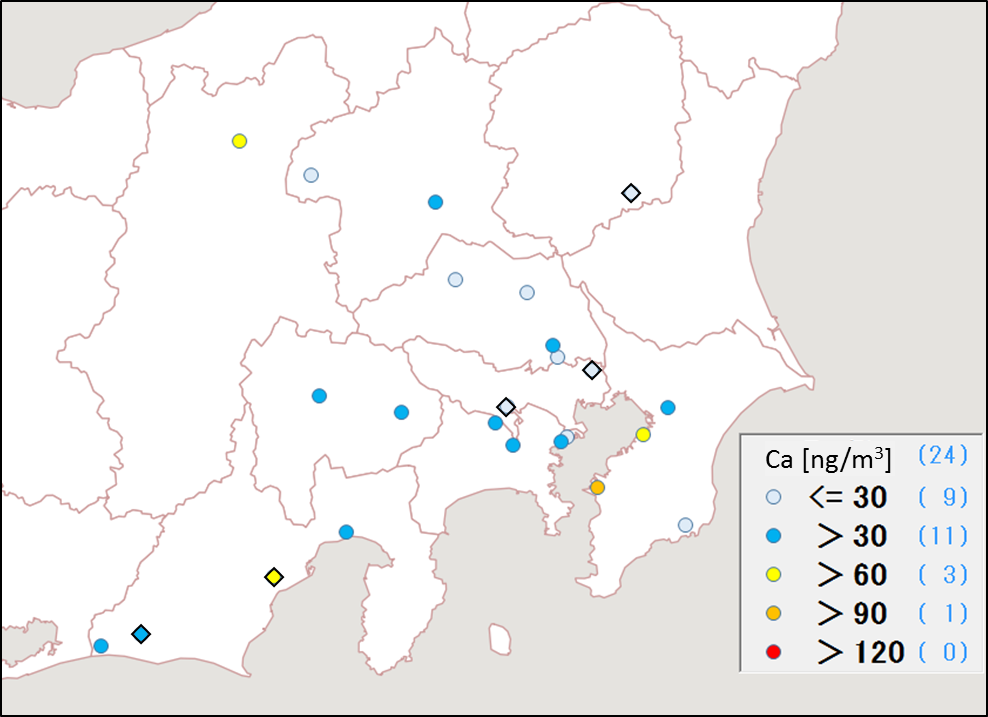 Ca [ng/m³] (24)
<= 30 ( 9)
> 30 (11)
> 60 ( 3)
> 90 ( 1)
> 120 ( 0)